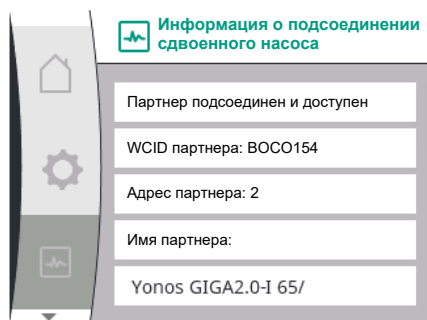 Информация о подсоединении
сдвоенного насоса
Партнер подсоединен и доступен
WCID партнера: BOCO154
Адрес партнера: 2
Имя партнера:
Yonos GIGA2.0-I 65/